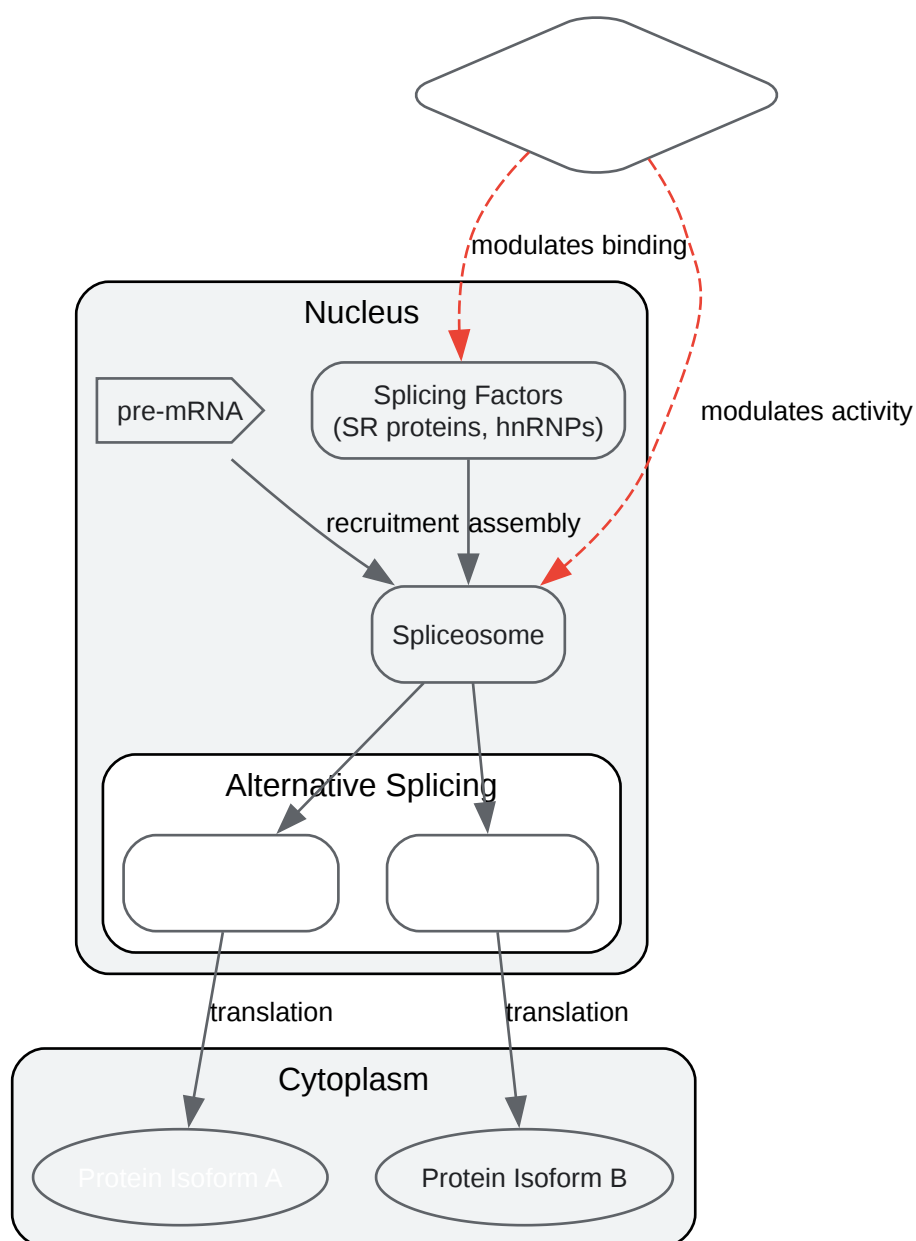 modulates binding
Nucleus
pre-mRNA
Splicing Factors
(SR proteins, hnRNPs)
modulates activity
recruitment
assembly
Spliceosome
Alternative Splicing
translation
translation
Cytoplasm
Protein Isoform A
Protein Isoform B